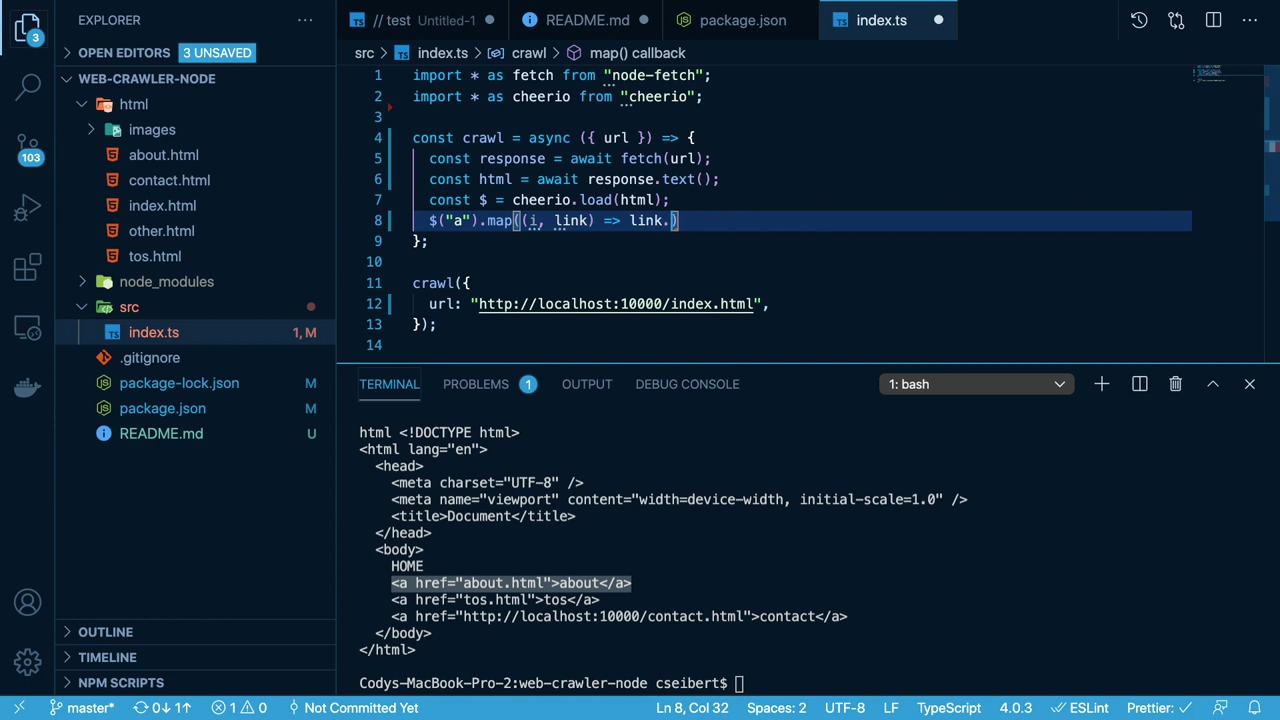 3
EXPLORER
OPEN EDITORS 3 UNSAVED
WEB-CRAWLER-NODE
html
images
about.html
contact.html
index.html
other.html
tos.html
103
node_modules
src
TS index.ts 1, M
.gitignore
package-lock.json M
package.json M
README.md U
OUTLINE
TIMELINE
NPM SCRIPTS
TS // test Untitled-1
README.md
package.json
TS index.ts
src > TS index.ts > crawl > map() callback
1 import * as fetch from "node-fetch";
2 import * as cheerio from "cheerio";
3
4 const crawl = async ({ url }) => {
5 const response = await fetch(url);
6 const html = await response.text();
7 const $ = cheerio.load(html);
8 $("a").map((i, link) => link.)
9 };
10
11 crawl({
12 url: "http://localhost:10000/index.html",
13 });
14
TERMINAL PROBLEMS 1 OUTPUT DEBUG CONSOLE 1: bash
html <!DOCTYPE html>
<html lang="en">
<head>
<meta charset="UTF-8" />
<meta name="viewport" content="width=device-width, initial-scale=1.0" />
<title>Document</title>
</head>
<body>
HOME
<a href="about.html">about</a>
<a href="tos.html">tos</a>
<a href="http://localhost:10000/contact.html">contact</a>
</body>
</html>
Codys-MacBook-Pro-2:web-crawler-node cseibert$
master* 0↓ 1↑ 1 0 Not Committed Yet Ln 8, Col 32 Spaces: 2 UTF-8 LF TypeScript 4.0.3 ESLint Prettier: ✓